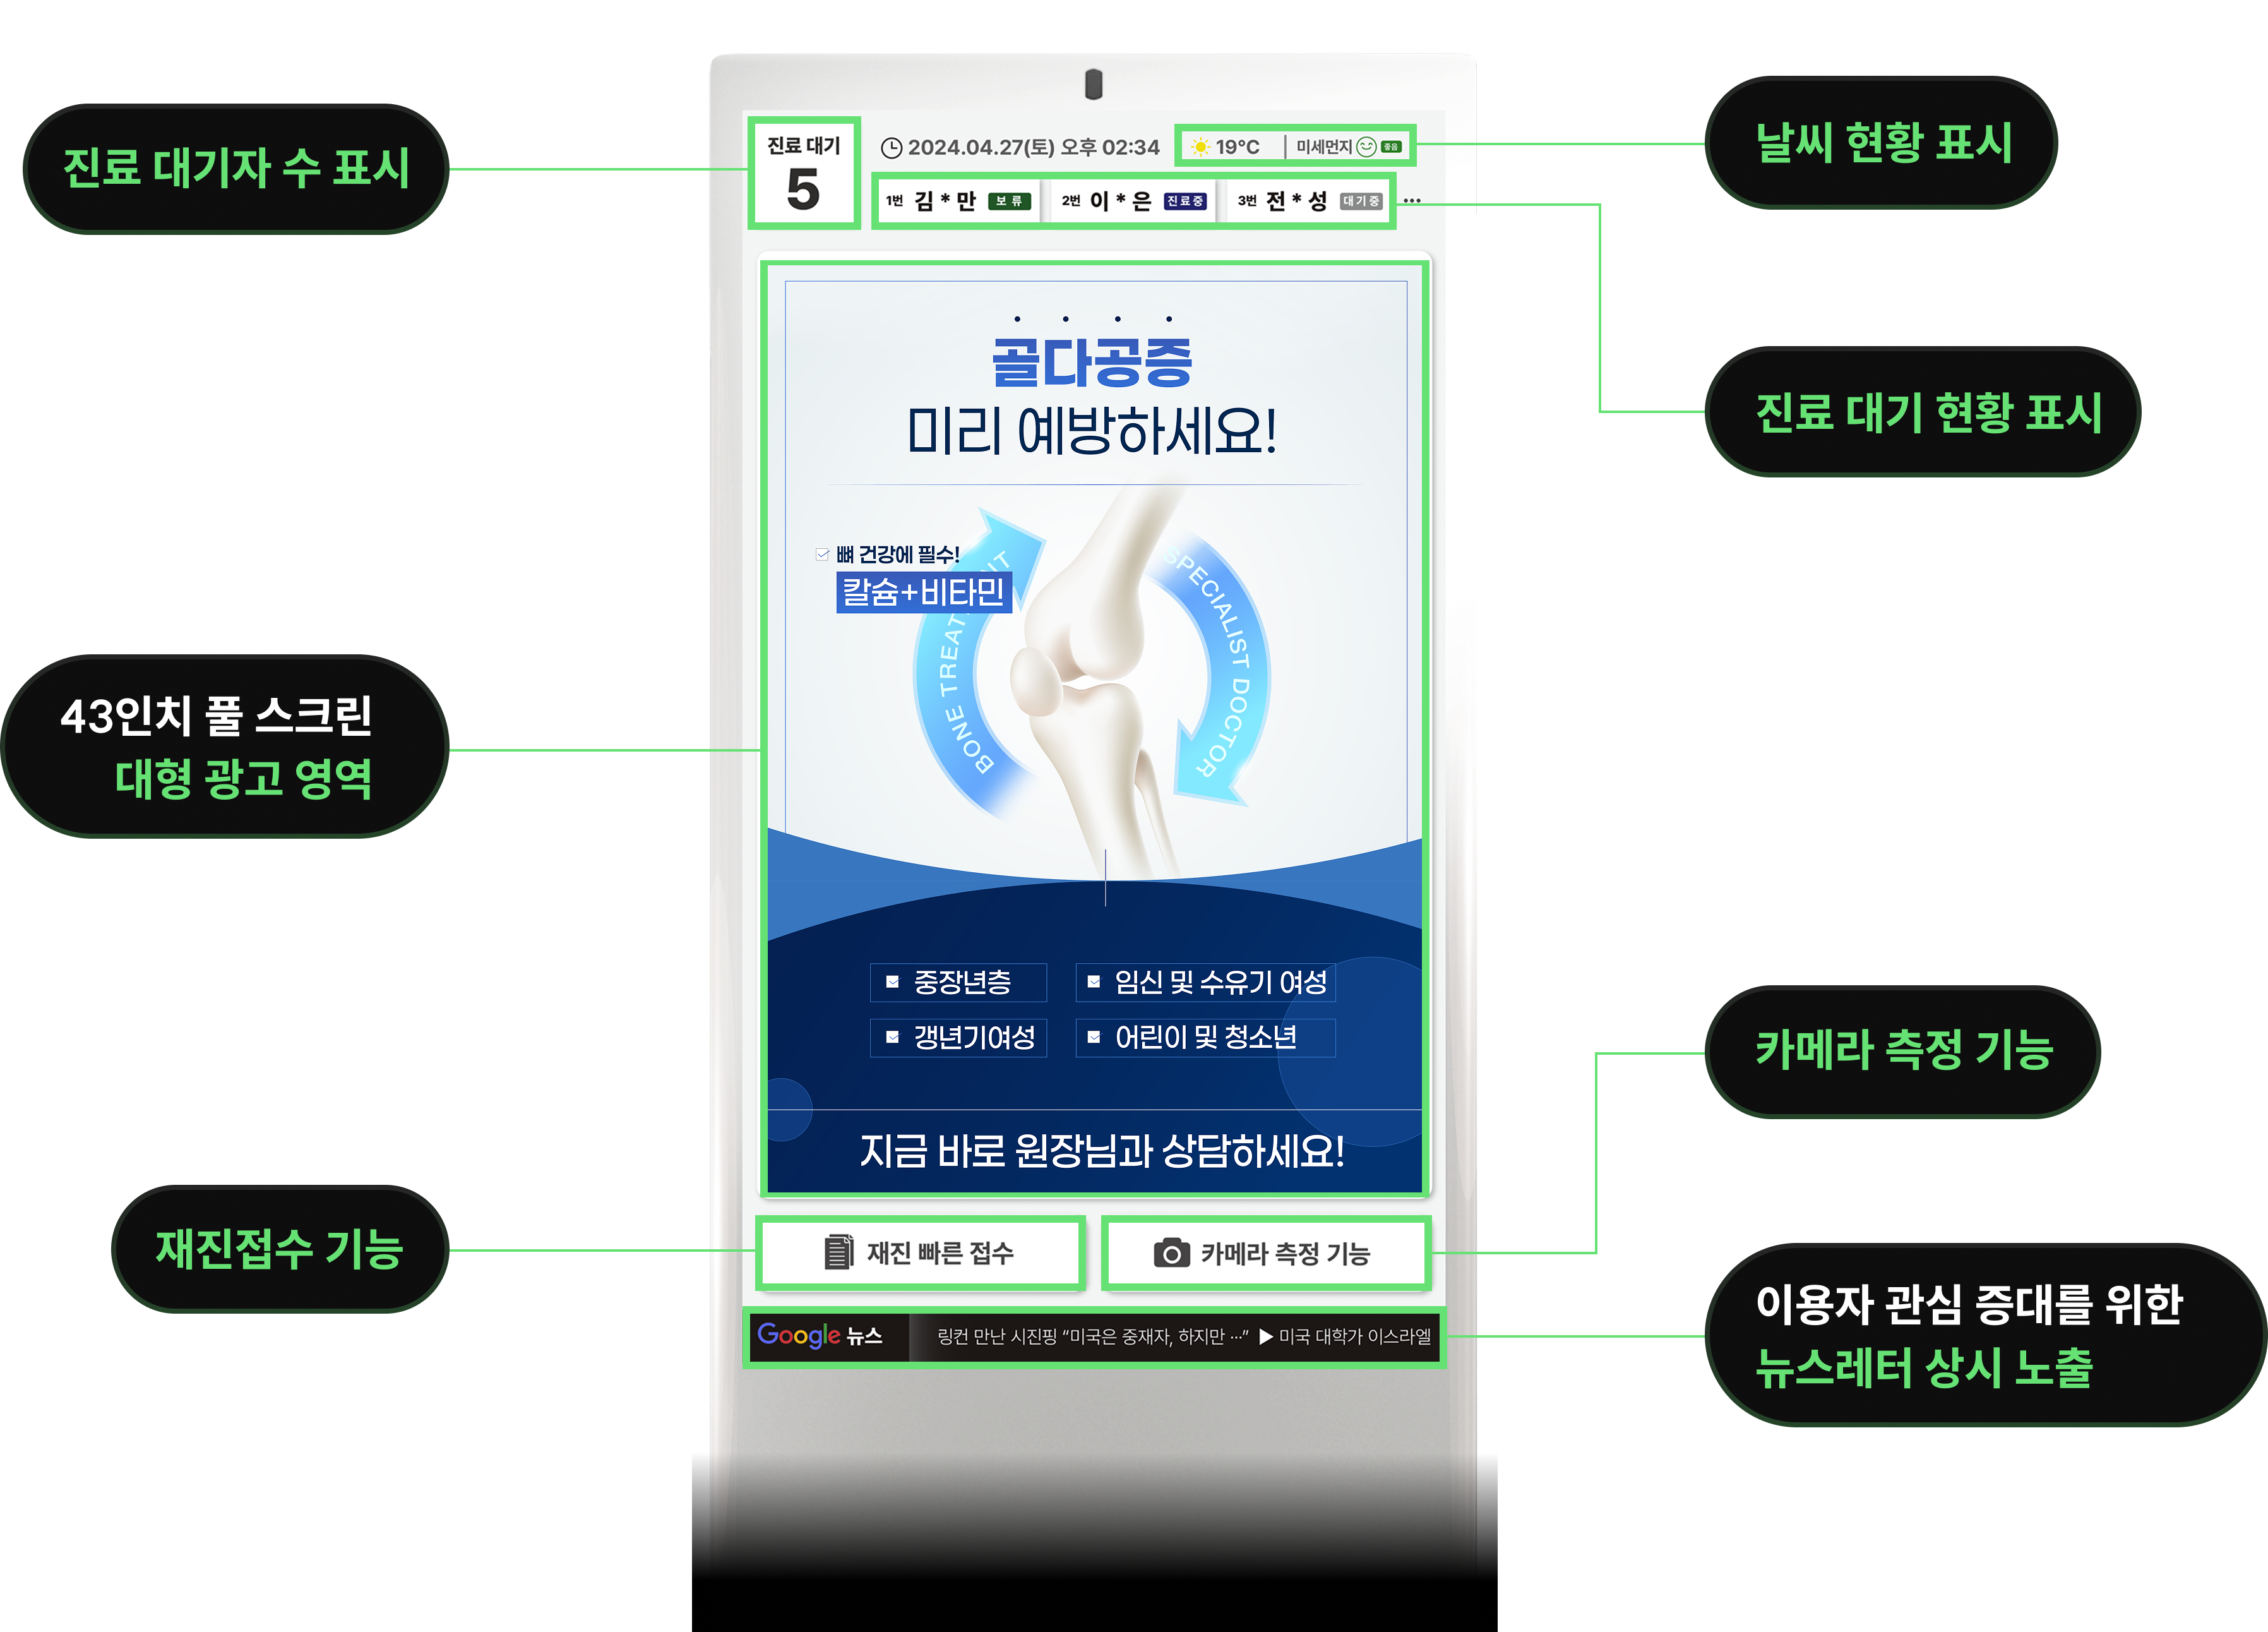 진료 대기자 수 표시
43인치 풀 스크린
대형 광고 영역
재진접수 기능
진료 대기
5
2024.04.27(토) 오후 02:34
19°C
미세먼지 좋음
1번 김*만 보류
2번 이*은 진료중
3번 전*성 대기중
...
골다공증
미리 예방하세요!
뼈 건강에 필수!
칼슘+비타민
BONE TREATMENT
SPECIALIST DOCTOR
중장년층
임신 및 수유기 여성
갱년기여성
어린이 및 청소년
지금 바로 원장님과 상담하세요!
재진 빠른 접수
카메라 측정 기능
Google 뉴스
링컨 만난 시진핑 “미국은 중재자, 하지만 ...” ▶ 미국 대학가 이스라엘
날씨 현황 표시
진료 대기 현황 표시
카메라 측정 기능
이용자 관심 증대를 위한
뉴스레터 상시 노출